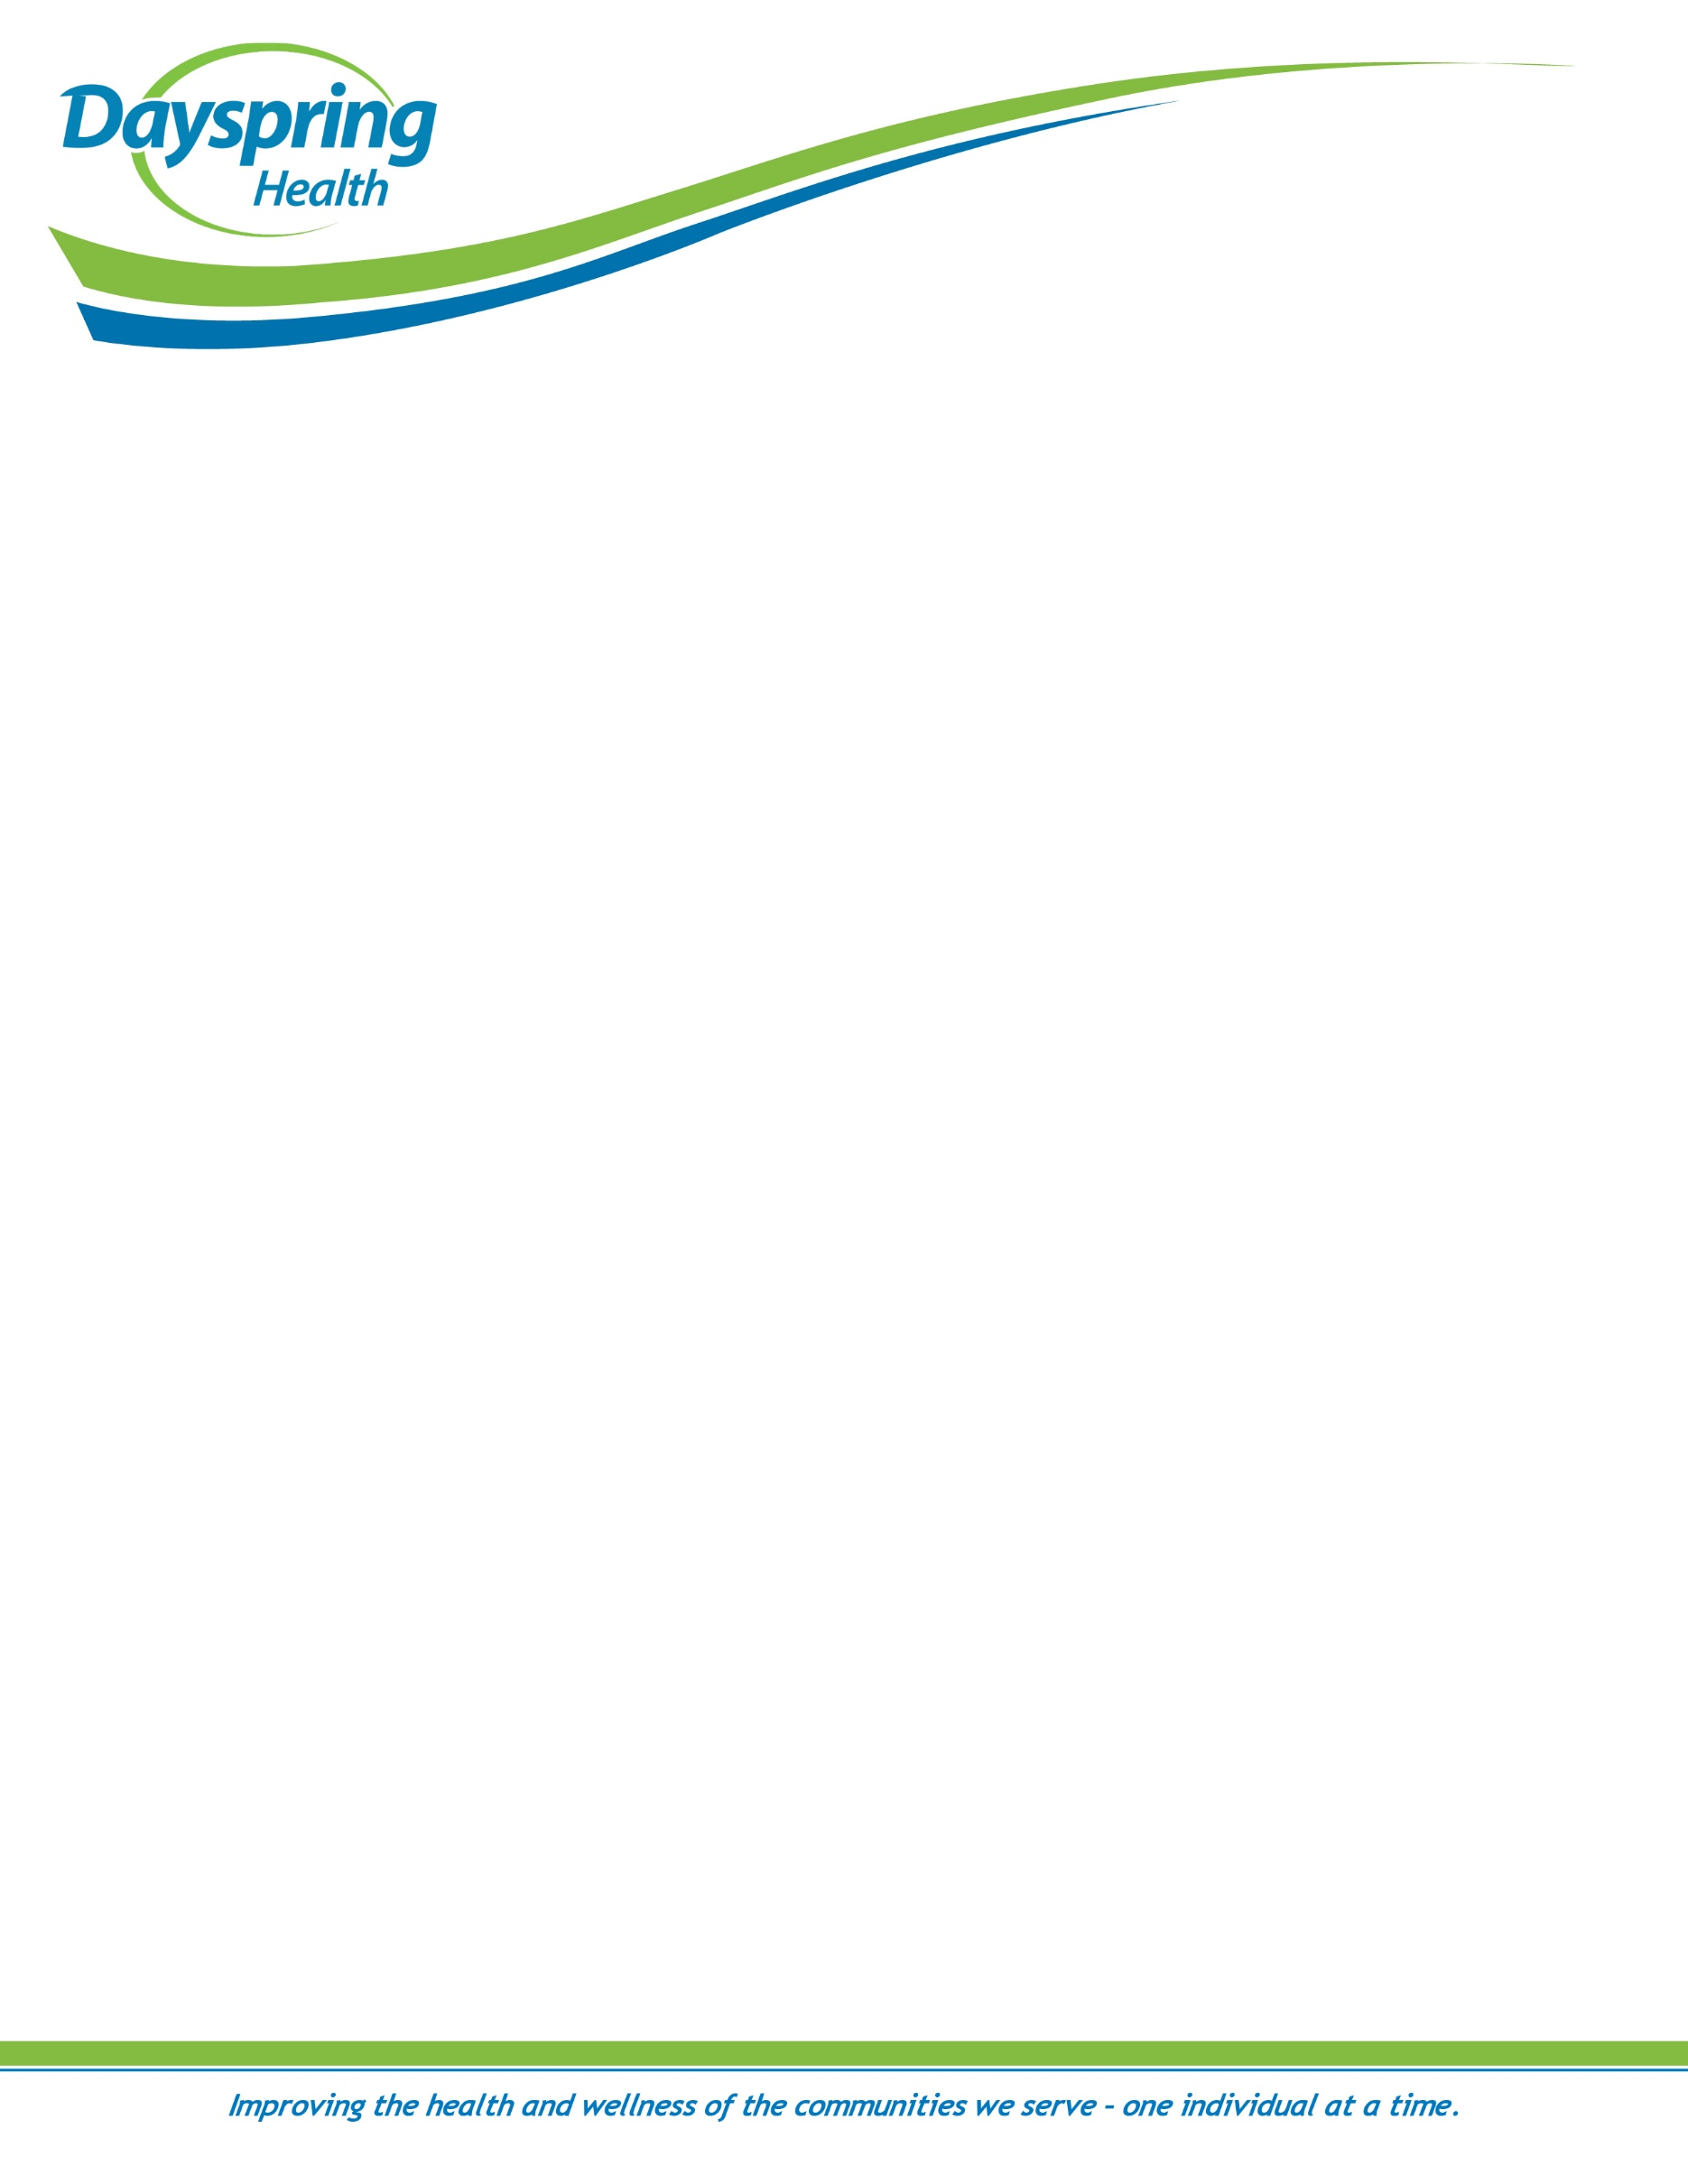 Dayspring
Health
Improving the health and wellness of the communities we serve - one individual at a time.